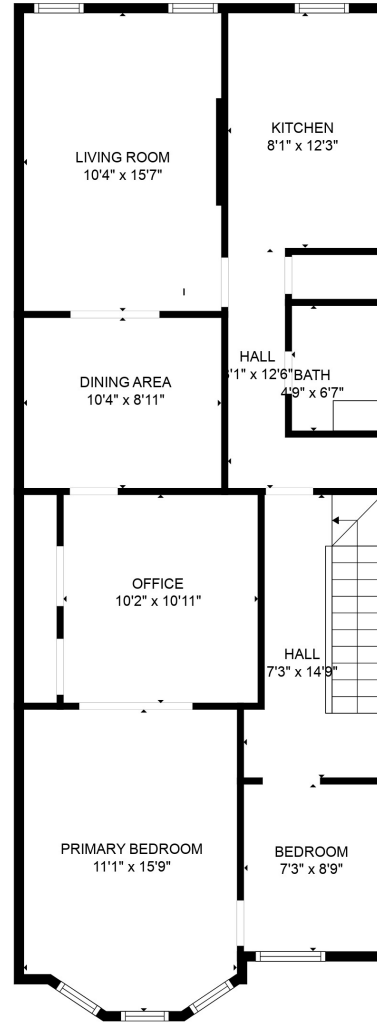 LIVING ROOM
10'4" x 15'7"
KITCHEN
8'1" x 12'3"
DINING AREA
10'4" x 8'11"
HALL
8'1" x 12'6"
BATH
4'9" x 6'7"
OFFICE
10'2" x 10'11"
HALL
7'3" x 14'9"
PRIMARY BEDROOM
11'1" x 15'9"
BEDROOM
7'3" x 8'9"